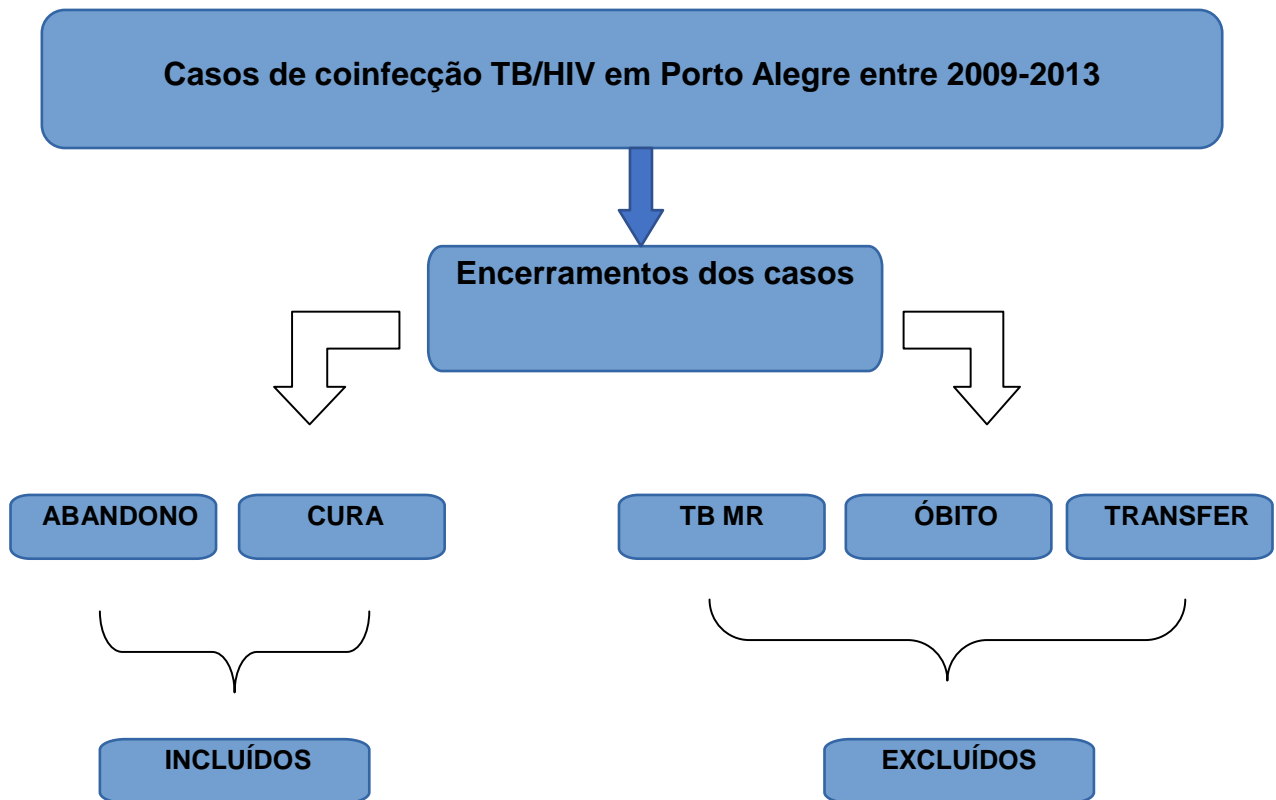 Casos de coinfecção TB/HIV em Porto Alegre entre 2009-2013
Encerramentos dos casos
ABANDONO
CURA
TB MR
ÓBITO
TRANSFER
INCLUÍDOS
EXCLUÍDOS